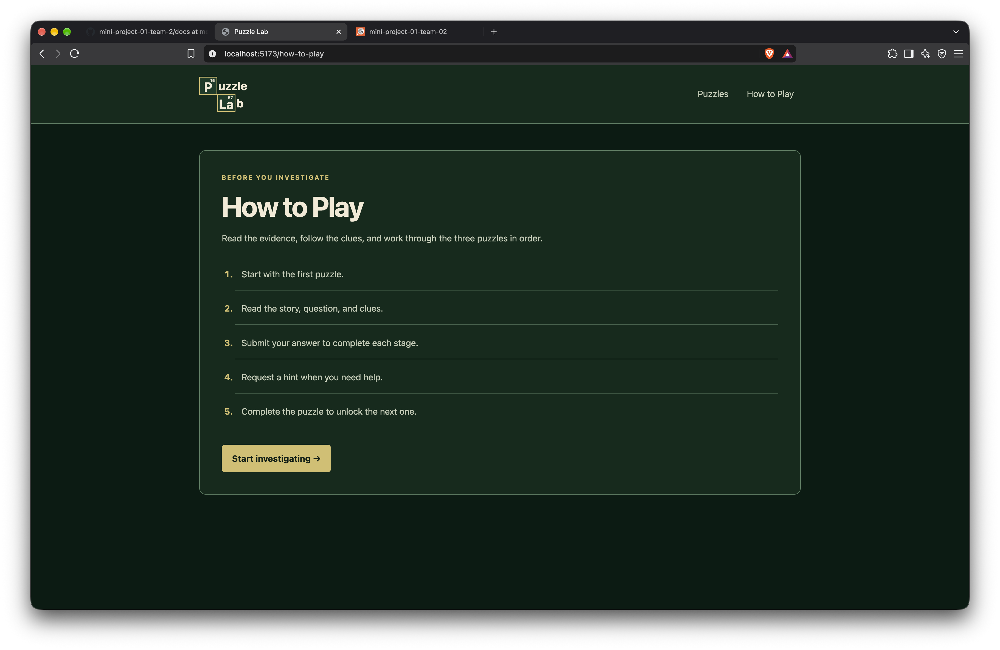 mini-project-01-team-2/docs at me
Puzzle Lab
mini-project-01-team-02
localhost:5173/how-to-play
15
Puzzle
57
Lab
Puzzles
How to Play
BEFORE YOU INVESTIGATE
How to Play
Read the evidence, follow the clues, and work through the three puzzles in order.
1. Start with the first puzzle.
2. Read the story, question, and clues.
3. Submit your answer to complete each stage.
4. Request a hint when you need help.
5. Complete the puzzle to unlock the next one.
Start investigating →